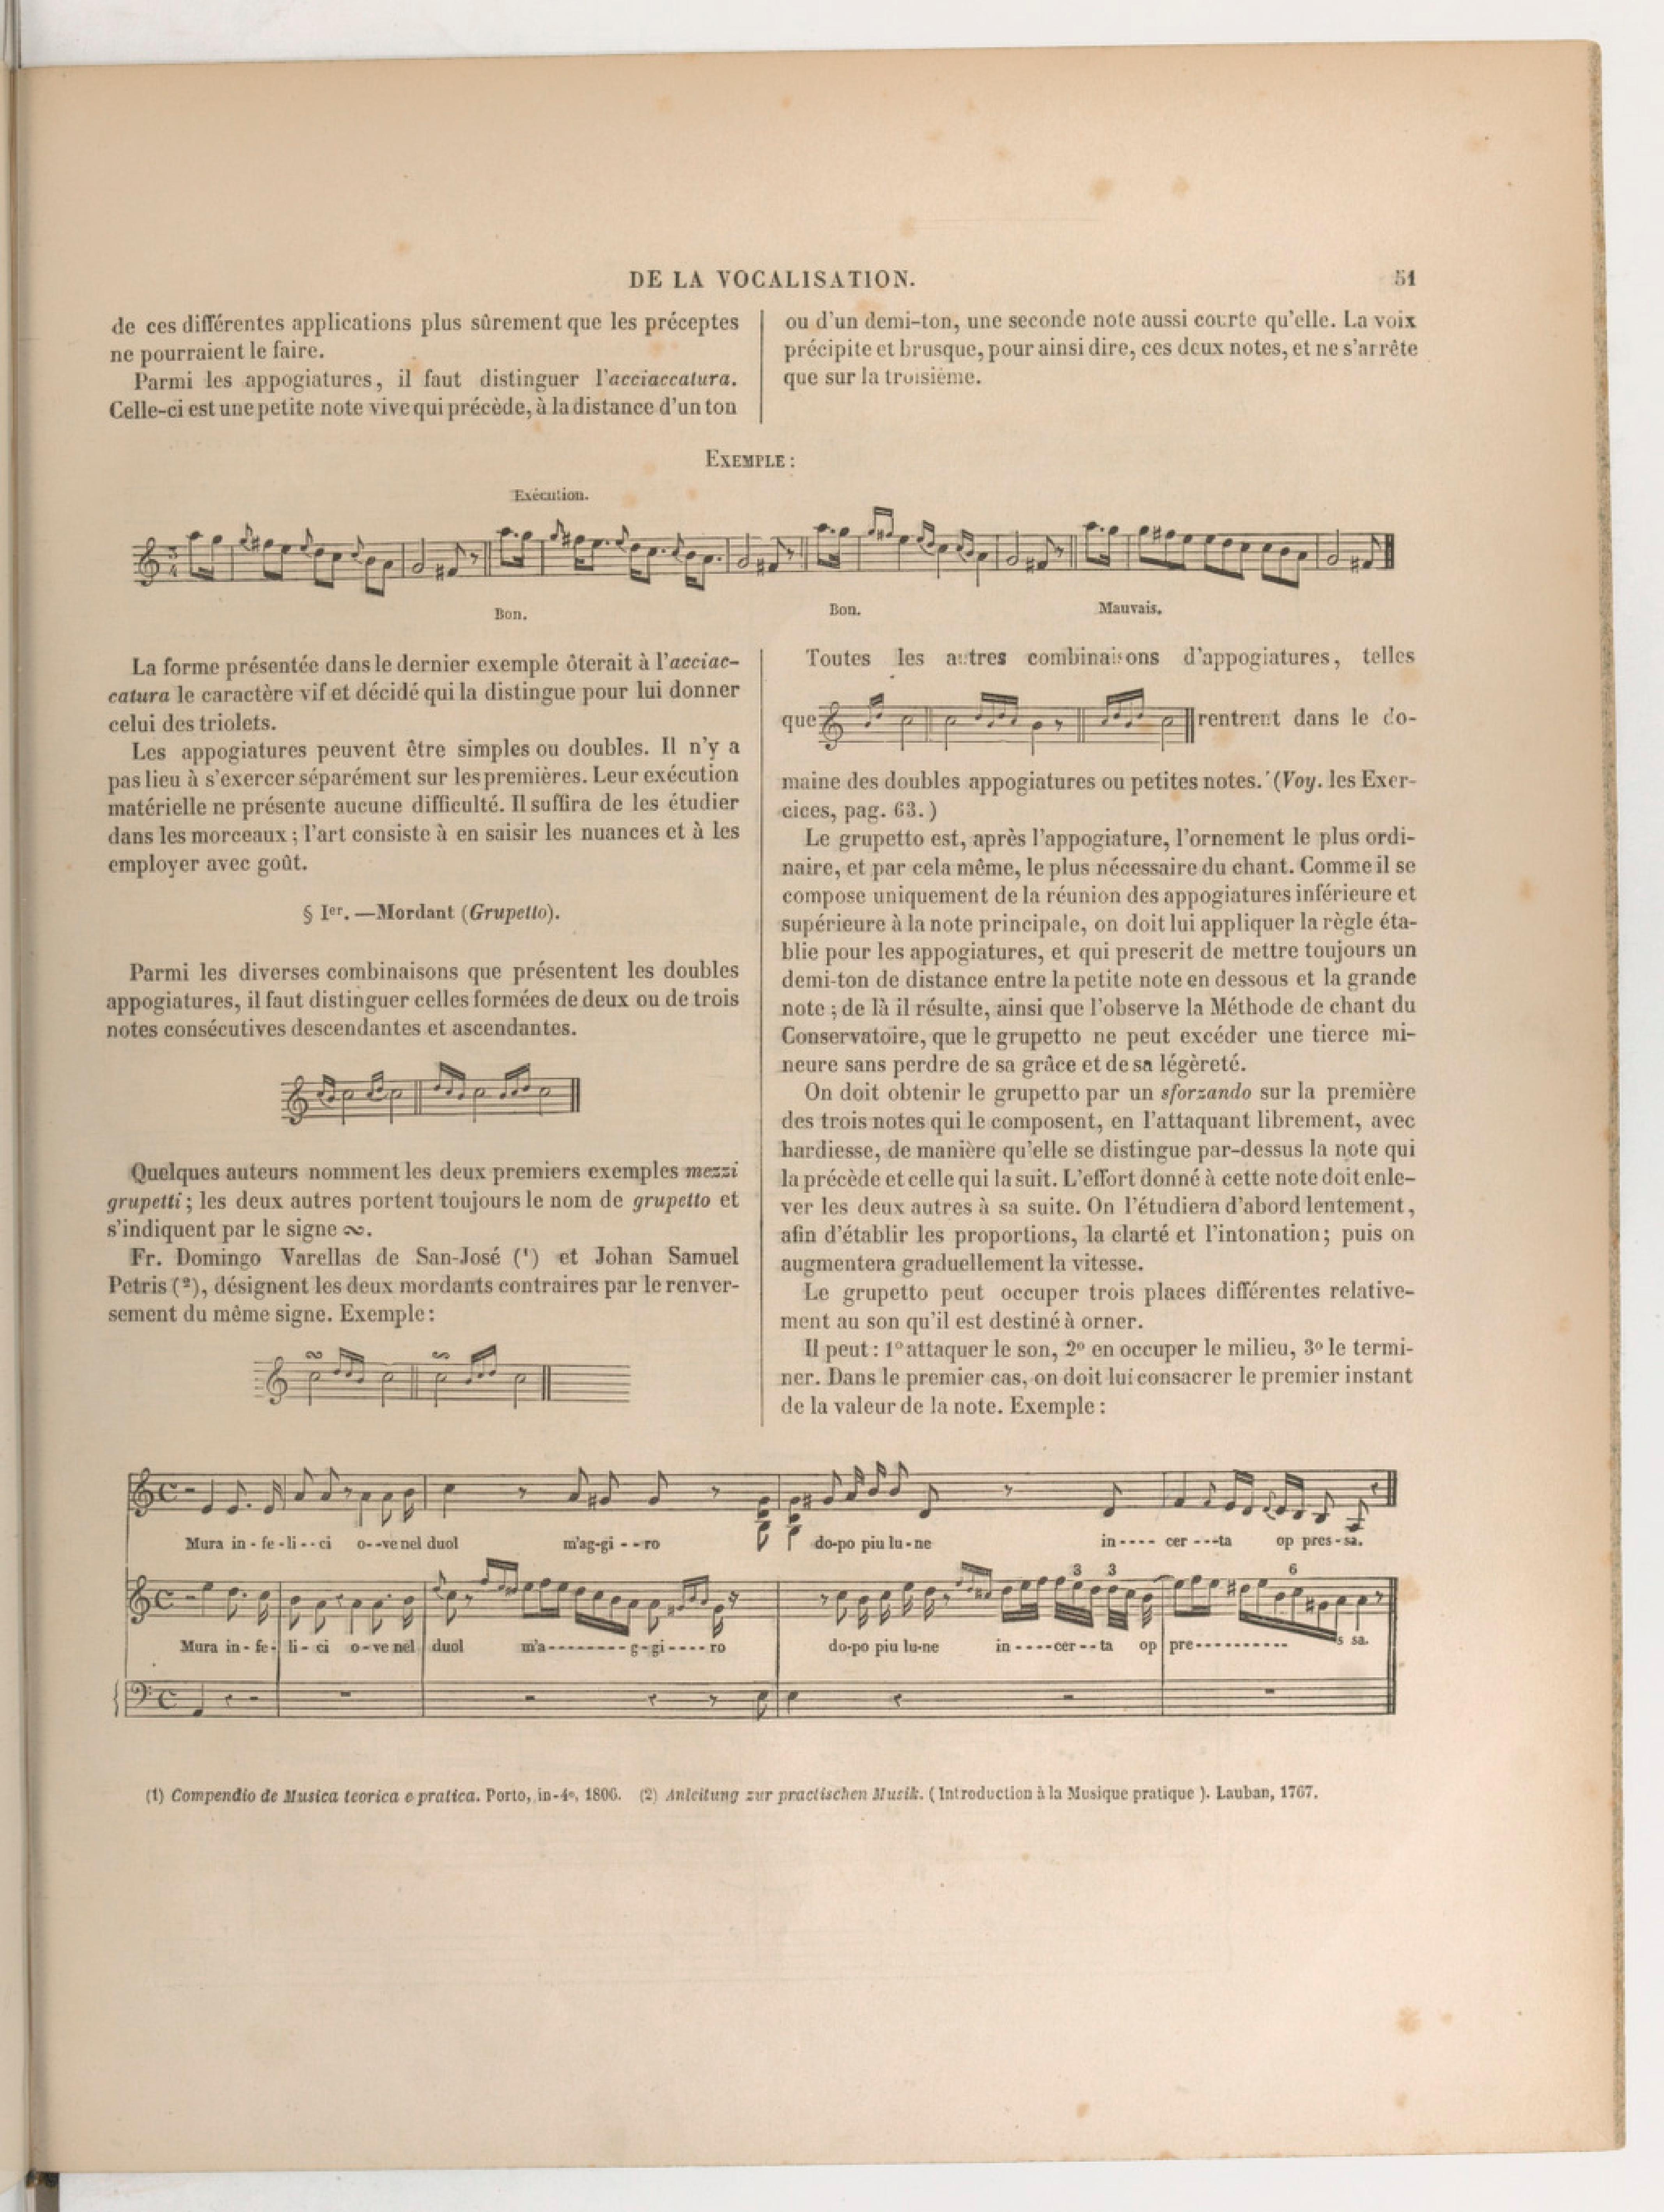 DE LA VOCALISATION.
51
de ces différentes applications plus sûrement que les préceptes
ne pourraient le faire.
Parmi les appogiatures, il faut distinguer l'acciaccatura.
Celle-ci est une petite note vive qui précède, à la distance d'un ton
ou d'un demi-ton, une seconde note aussi courte qu'elle. La voix
précipite et brusque, pour ainsi dire, ces deux notes, et ne s'arrête
que sur la troisième.
EXEMPLE :
Exécution.
3
4
Bon.
Bon.
Mauvais.
La forme présentée dans le dernier exemple ôterait à l'acciac-
catura le caractère vif et décidé qui la distingue pour lui donner
celui des triolets.
Les appogiatures peuvent être simples ou doubles. Il n'y a
pas lieu à s'exercer séparément sur les premières. Leur exécution
matérielle ne présente aucune difficulté. Il suffira de les étudier
dans les morceaux ; l'art consiste à en saisir les nuances et à les
employer avec goût.
§ Ier. —Mordant (Grupetto).
Parmi les diverses combinaisons que présentent les doubles
appogiatures, il faut distinguer celles formées de deux ou de trois
notes consécutives descendantes et ascendantes.
Quelques auteurs nomment les deux premiers exemples mezzi
grupetti ; les deux autres portent toujours le nom de grupetto et
s'indiquent par le signe ∾.
Fr. Domingo Varellas de San-José (1) et Johan Samuel
Petris (2), désignent les deux mordants contraires par le renver-
sement du même signe. Exemple :
Toutes les autres combinaisons d'appogiatures, telles
que rentrent dans le do-
maine des doubles appogiatures ou petites notes. (Voy. les Exer-
cices, pag. 63.)
Le grupetto est, après l'appogiature, l'ornement le plus ordi-
naire, et par cela même, le plus nécessaire du chant. Comme il se
compose uniquement de la réunion des appogiatures inférieure et
supérieure à la note principale, on doit lui appliquer la règle éta-
blie pour les appogiatures, et qui prescrit de mettre toujours un
demi-ton de distance entre la petite note en dessous et la grande
note ; de là il résulte, ainsi que l'observe la Méthode de chant du
Conservatoire, que le grupetto ne peut excéder une tierce mi-
neure sans perdre de sa grâce et de sa légèreté.
On doit obtenir le grupetto par un sforzando sur la première
des trois notes qui le composent, en l'attaquant librement, avec
hardiesse, de manière qu'elle se distingue par-dessus la note qui
la précède et celle qui la suit. L'effort donné à cette note doit enle-
ver les deux autres à sa suite. On l'étudiera d'abord lentement,
afin d'établir les proportions, la clarté et l'intonation ; puis on
augmentera graduellement la vitesse.
Le grupetto peut occuper trois places différentes relative-
ment au son qu'il est destiné à orner.
Il peut : 1° attaquer le son, 2° en occuper le milieu, 3° le termi-
ner. Dans le premier cas, on doit lui consacrer le premier instant
de la valeur de la note. Exemple :
Mura in - fe - li - - ci o - - ve nel duol m'ag-gi - - ro do-po piu lu - ne in - - - - cer - - - ta op pres - sa.
3 3 6
Mura in - fe - li - ci o - ve nel duol m'a - - - - - - - - g-gi - - - - ro do-po piu lu-ne in - - - - cer - - ta op pre - - - - - - - - - - s sa.
(1) Compendio de Musica teorica e pratica. Porto, in-4°, 1806. (2) Anleitung zur practischen Musik. (Introduction à la Musique pratique). Lauban, 1767.